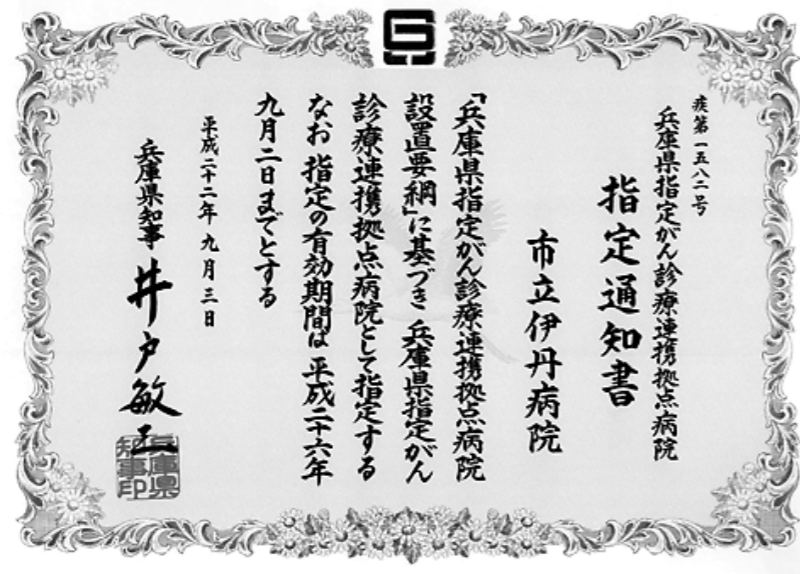 疾第一五八二号
兵庫県指定がん診療連携拠点病院
指定通知書
市立伊丹病院
「兵庫県指定がん診療連携拠点病院
設置要綱」に基づき 兵庫県指定がん
診療連携拠点病院として指定する
なお 指定の有効期間は 平成二十六年
九月二日までとする
平成二十二年九月三日
兵庫県知事 井戸敏三
兵庫県
知事印